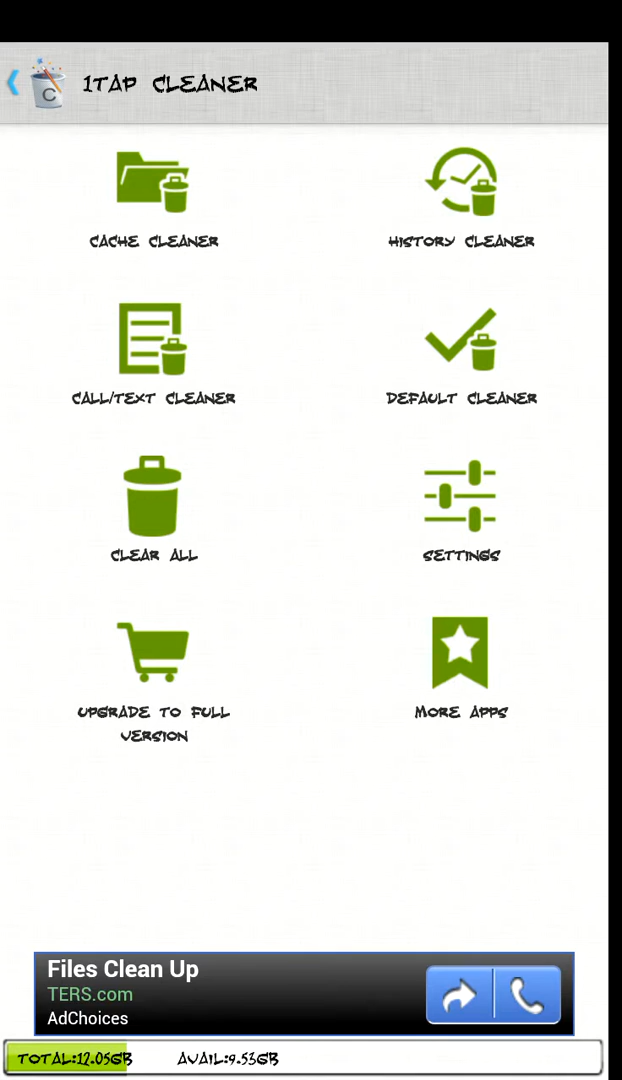 1TAP CLEANER
CACHE CLEANER
HISTORY CLEANER
CALL/TEXT CLEANER
DEFAULT CLEANER
CLEAR ALL
SETTINGS
UPGRADE TO FULL
VERSION
MORE APPS
Files Clean Up
TERS.com
AdChoices
TOTAL:12.05GB AVAIL:9.53GB